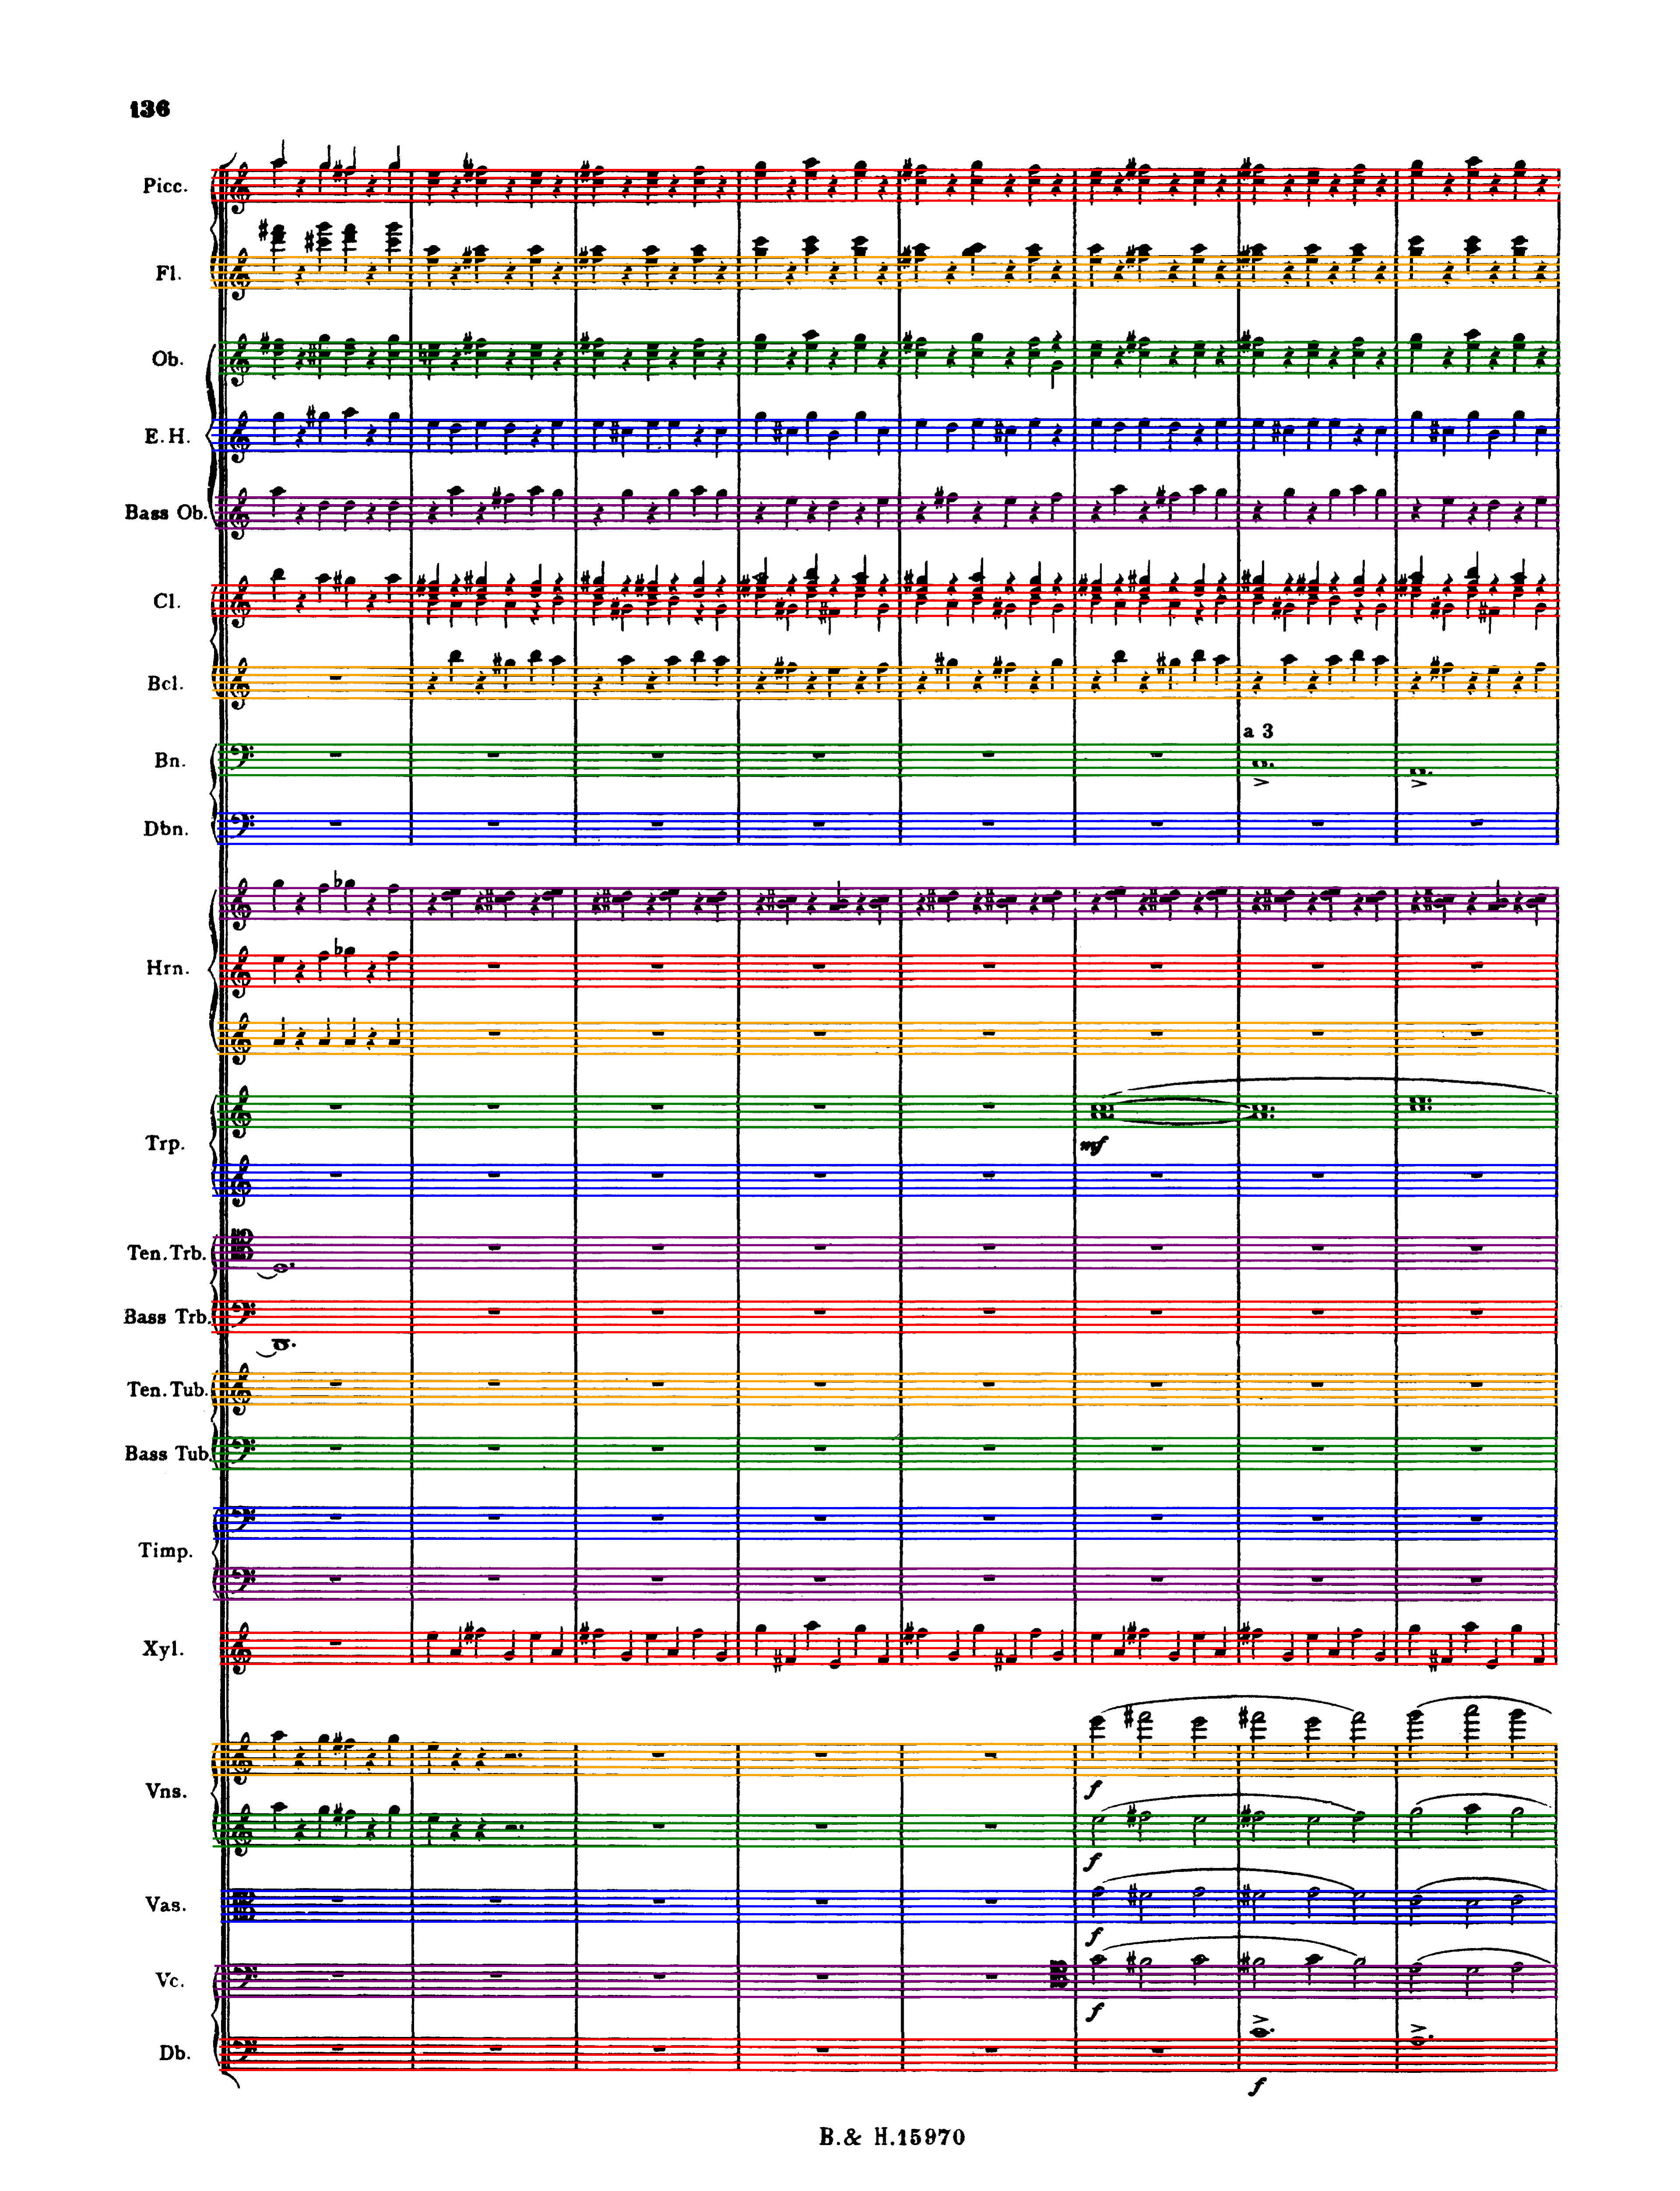 136
Picc.
Fl.
Ob.
E.H.
Bass Ob.
Cl.
Bcl.
a 3
Bn.
Dbn.
Hrn.
Trp.
mf
Ten.Trb.
Bass Trb.
Ten.Tub.
Bass Tub.
Timp.
Xyl.
Vns.
f
f
Vas.
f
Vc.
f
Db.
f
B.& H.15970